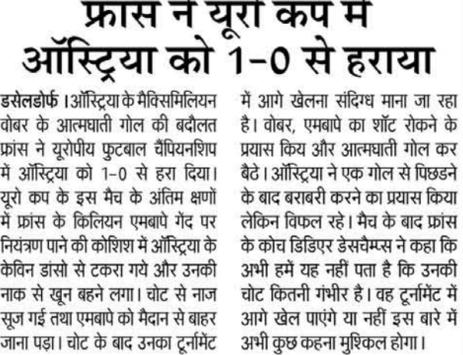 फ्रांस ने यूरो कप में
ऑस्ट्रिया को 1-0 से हराया
डसेलडोर्फ।ऑस्ट्रिया के मैक्सिमिलियन
वोबर के आत्मघाती गोल की बदौलत
फ्रांस ने यूरोपीय फुटबाल चैंपियनशिप
में ऑस्ट्रिया को 1-0 से हरा दिया।
यूरो कप के इस मैच के अंतिम क्षणों
में फ्रांस के किलियन एमबापे गेंद पर
नियंत्रण पाने की कोशिश में ऑस्ट्रिया के
केविन डांसो से टकरा गये और उनकी
नाक से खून बहने लगा। चोट से नाज
सूज गई तथा एमबापे को मैदान से बाहर
जाना पड़ा। चोट के बाद उनका टूर्नामेंट
में आगे खेलना संदिग्ध माना जा रहा
है। वोबर, एमबापे का शॉट रोकने के
प्रयास किय और आत्मघाती गोल कर
बैठे। ऑस्ट्रिया ने एक गोल से पिछडने
के बाद बराबरी करने का प्रयास किया
लेकिन विफल रहे। मैच के बाद फ्रांस
के कोच डिडिएर डेसचैम्प्स ने कहा कि
अभी हमें यह नहीं पता है कि उनकी
चोट कितनी गंभीर है। वह टूर्नामेंट में
आगे खेल पाएंगे या नहीं इस बारे में
अभी कुछ कहना मुश्किल होगा।